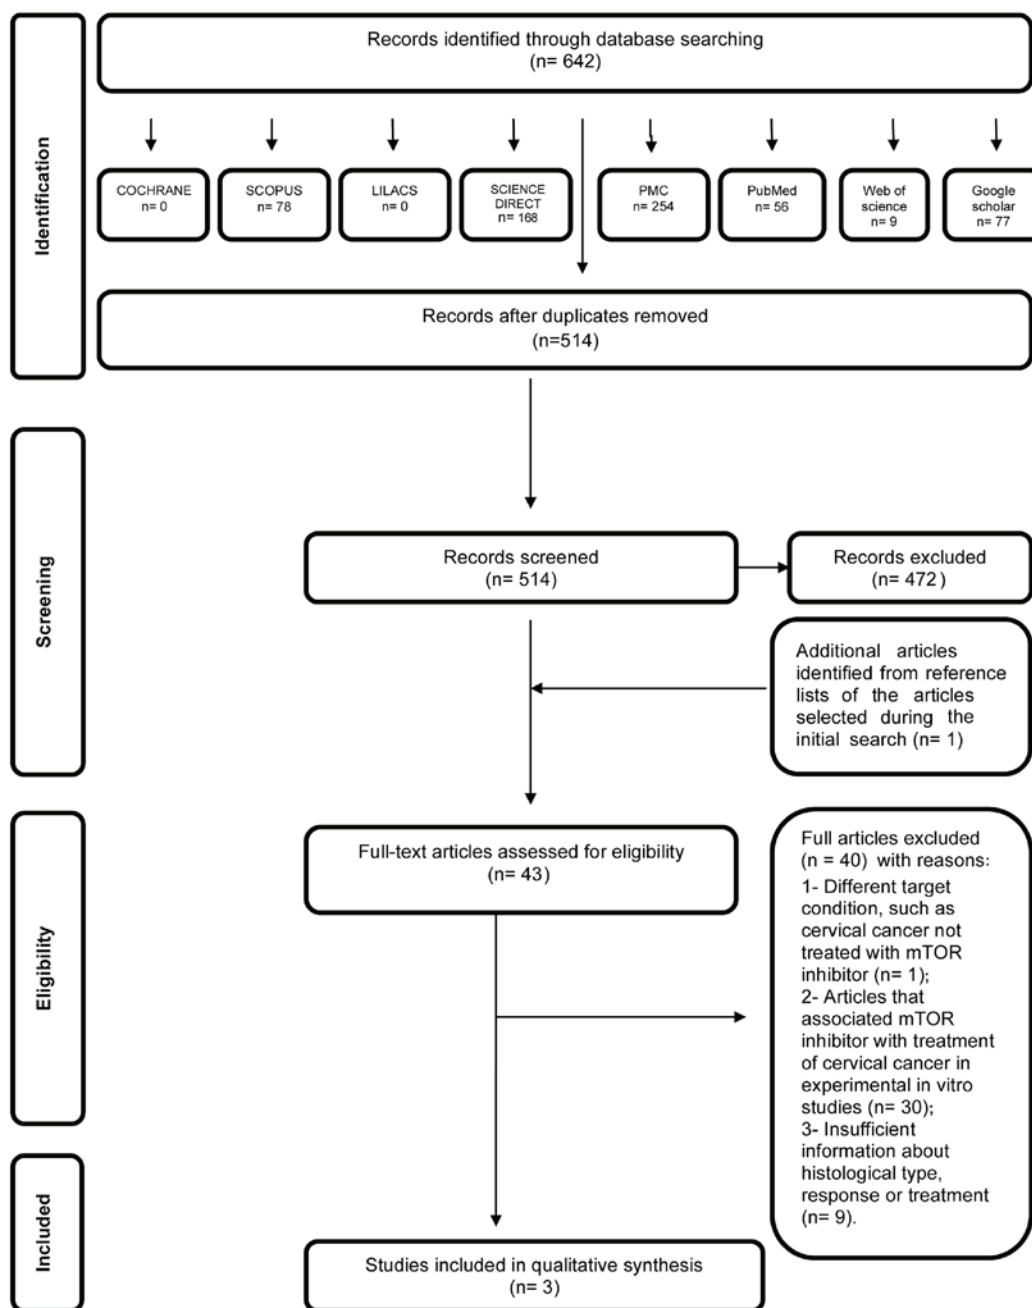 Identification
Records identified through database searching
(n= 642)
COCHRANE
n= 0
SCOPUS
n= 78
LILACS
n= 0
SCIENCE
DIRECT
n= 168
PMC
n= 254
PubMed
n= 56
Web of
science
n= 9
Google
scholar
n= 77
Records after duplicates removed
(n=514)
Screening
Records screened
(n= 514)
Records excluded
(n= 472)
Additional articles
identified from reference
lists of the articles
selected during the
initial search (n= 1)
Eligibility
Full-text articles assessed for eligibility
(n= 43)
Full articles excluded
(n = 40) with reasons:
1- Different target
condition, such as
cervical cancer not
treated with mTOR
inhibitor (n= 1);
2- Articles that
associated mTOR
inhibitor with treatment
of cervical cancer in
experimental in vitro
studies (n= 30);
3- Insufficient
information about
histological type,
response or treatment
(n= 9).
Included
Studies included in qualitative synthesis
(n= 3)